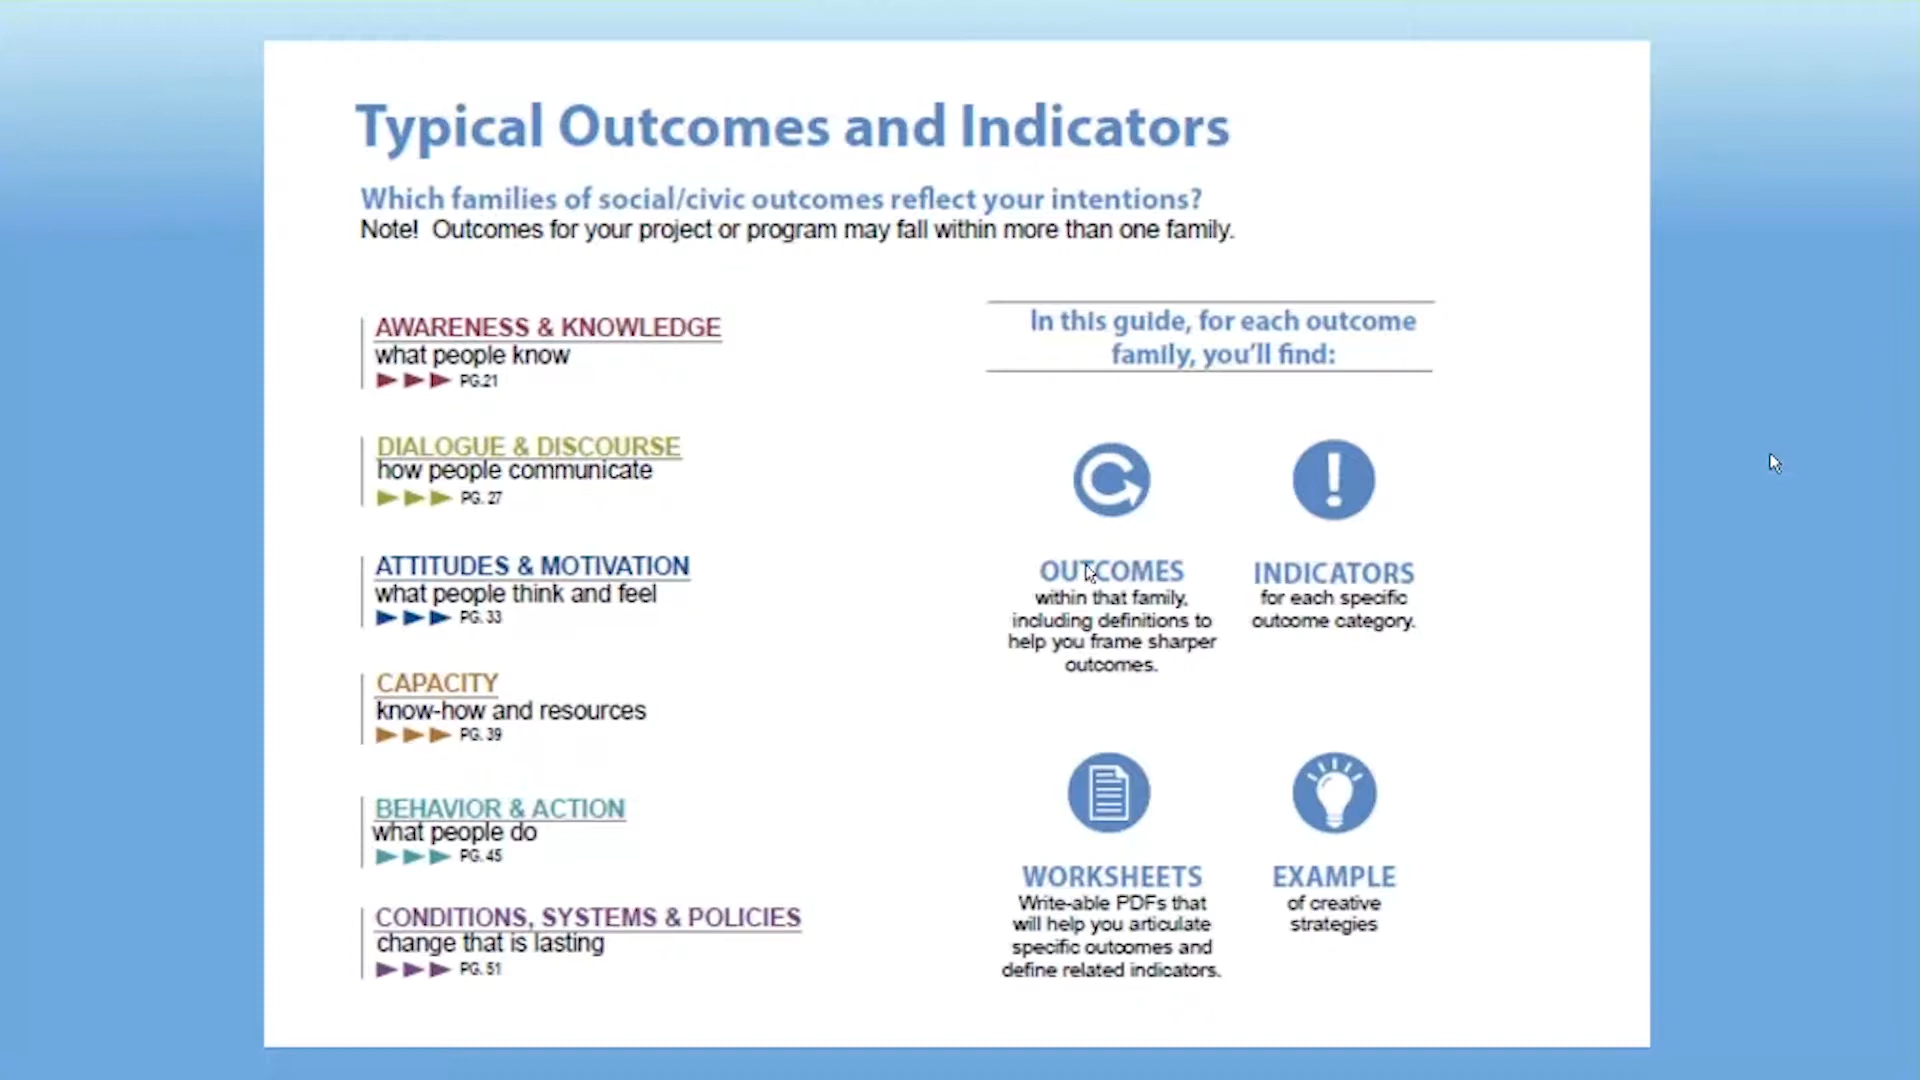 Typical Outcomes and Indicators
Which families of social/civic outcomes reflect your intentions?
Note! Outcomes for your project or program may fall within more than one family.
AWARENESS & KNOWLEDGE
what people know
PG.21
DIALOGUE & DISCOURSE
how people communicate
PG. 27
ATTITUDES & MOTIVATION
what people think and feel
PG. 33
CAPACITY
know-how and resources
PG. 39
BEHAVIOR & ACTION
what people do
PG. 45
CONDITIONS, SYSTEMS & POLICIES
change that is lasting
PG. 51
In this guide, for each outcome
family, you'll find:
OUTCOMES
within that family,
including definitions to
help you frame sharper
outcomes.
INDICATORS
for each specific
outcome category.
WORKSHEETS
Write-able PDFs that
will help you articulate
specific outcomes and
define related indicators.
EXAMPLE
of creative
strategies